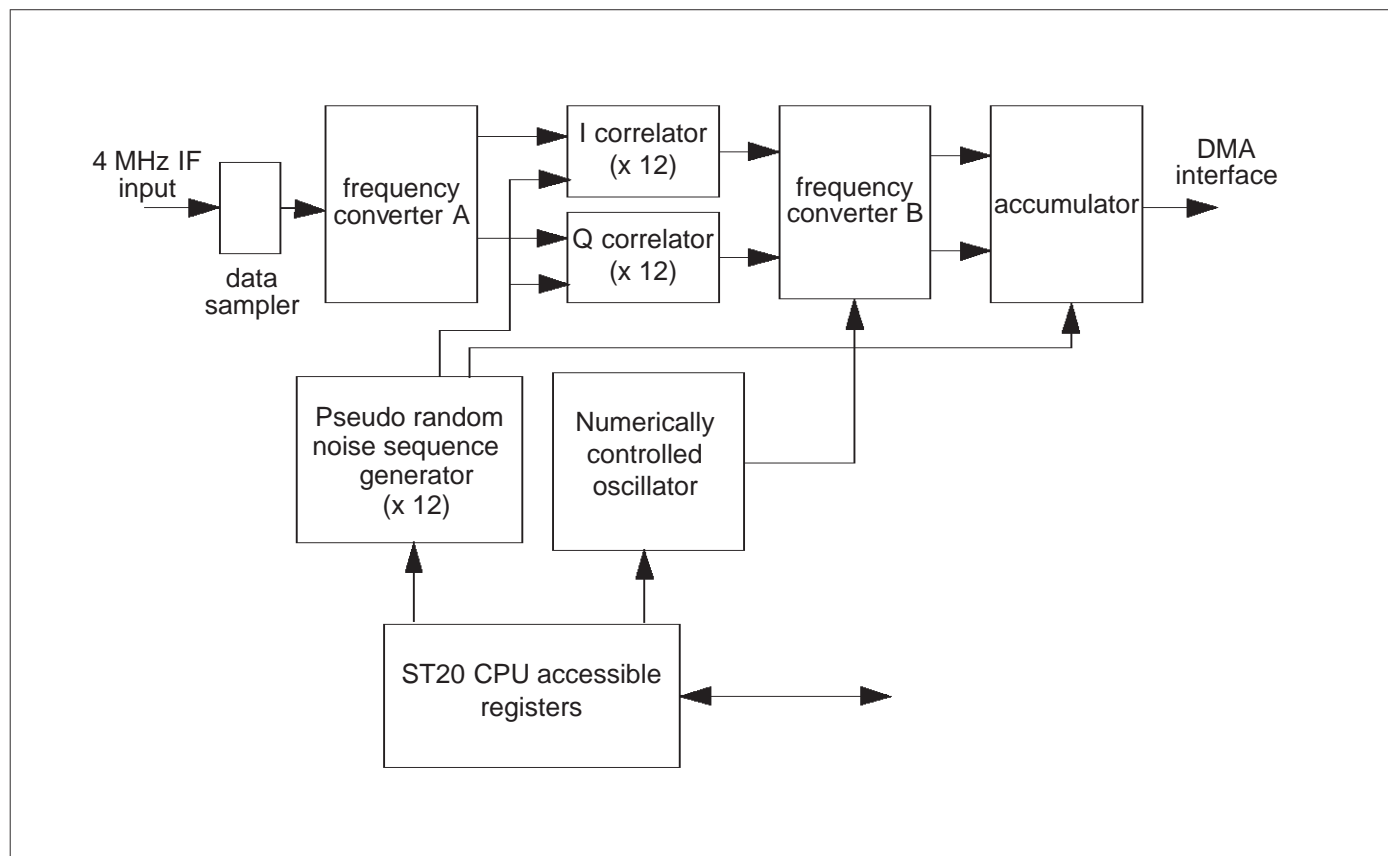 4 MHz IF
input
data
sampler
frequency
converter A
I correlator
(x 12)
Q correlator
(x 12)
frequency
converter B
accumulator
DMA
interface
Pseudo random
noise sequence
generator
(x 12)
Numerically
controlled
oscillator
ST20 CPU accessible
registers